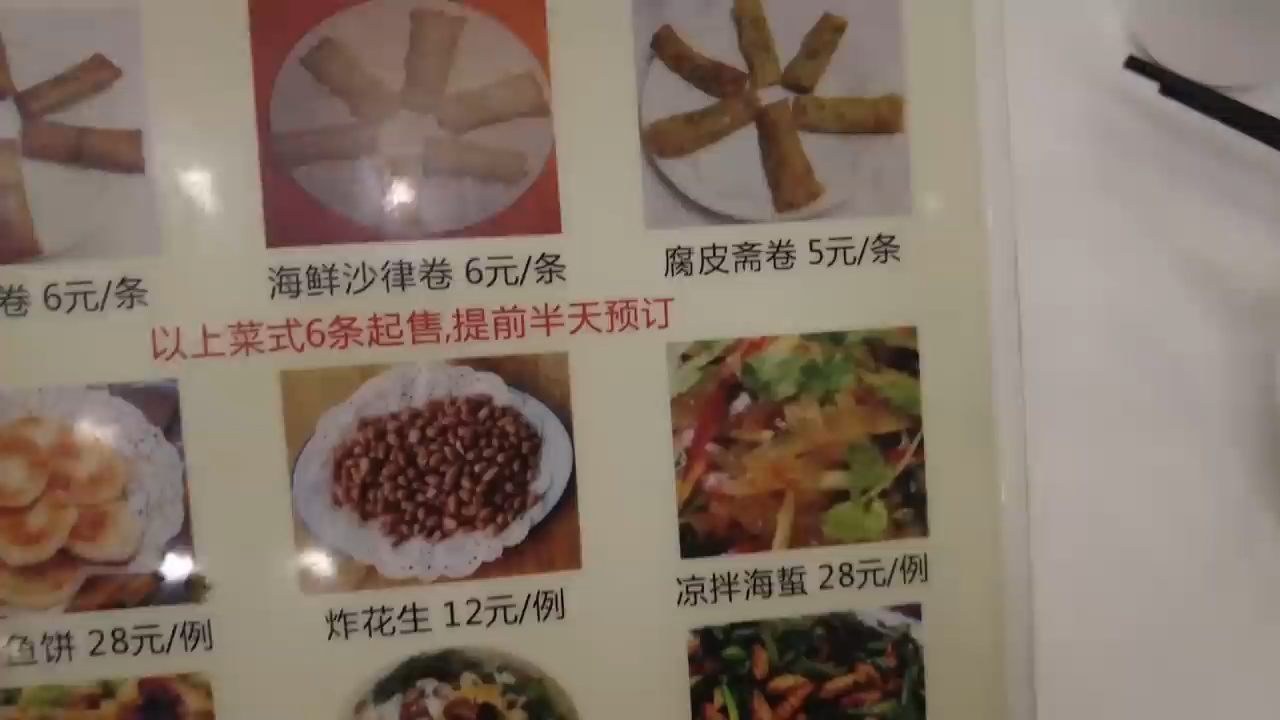 卷 6元/条
海鲜沙律卷 6元/条
腐皮斋卷 5元/条
以上菜式6条起售,提前半天预订
鱼饼 28元/例
炸花生 12元/例
凉拌海蜇 28元/例